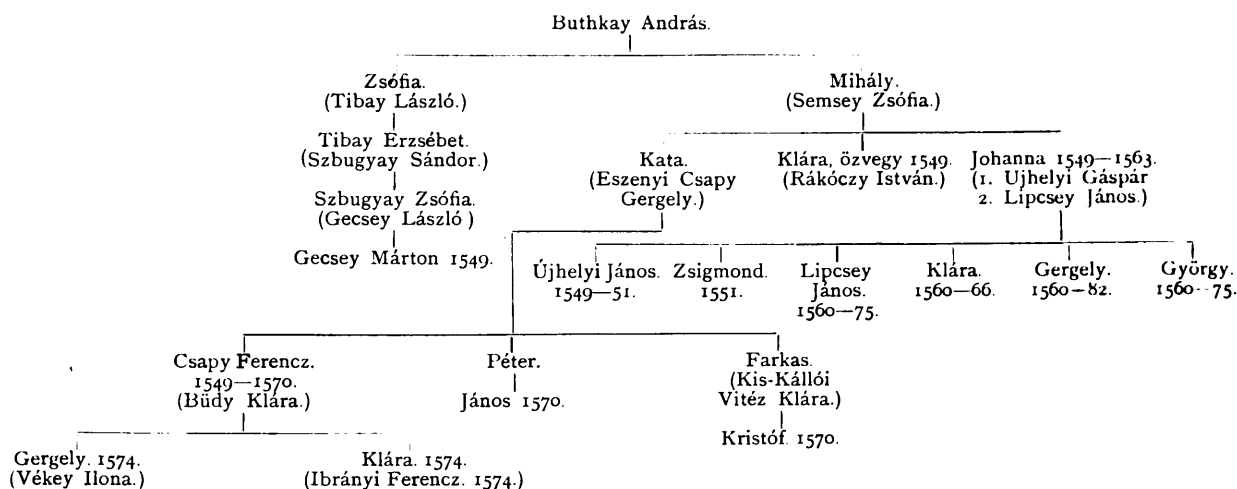 Buthkay András.
Zsófia.
(Tibay László.)
Mihály.
(Semsey Zsófia.)
Tibay Erzsébet.
(Szbugyay Sándor.)
Szbugyay Zsófia.
(Gecsey László)
Gecsey Márton 1549.
Kata.
(Eszenyi Csapy
Gergely.)
Klára, özvegy 1549.
(Rákóczy István.)
Johanna 1549—1563.
(1. Ujhelyi Gáspár
2. Lipcsey János.)
Újhelyi János.
1549—51.
Zsigmond.
1551.
Lipcsey
János.
1560—75.
Klára.
1560—66.
Gergely.
1560—82.
György.
1560—75.
Csapy Ferencz.
1549—1570.
(Büdy Klára.)
Péter.
János 1570.
Farkas.
(Kis-Kállói
Vitéz Klára.)
Kristóf. 1570.
Gergely. 1574.
(Vékey Ilona.)
Klára. 1574.
(Ibrányi Ferencz. 1574.)